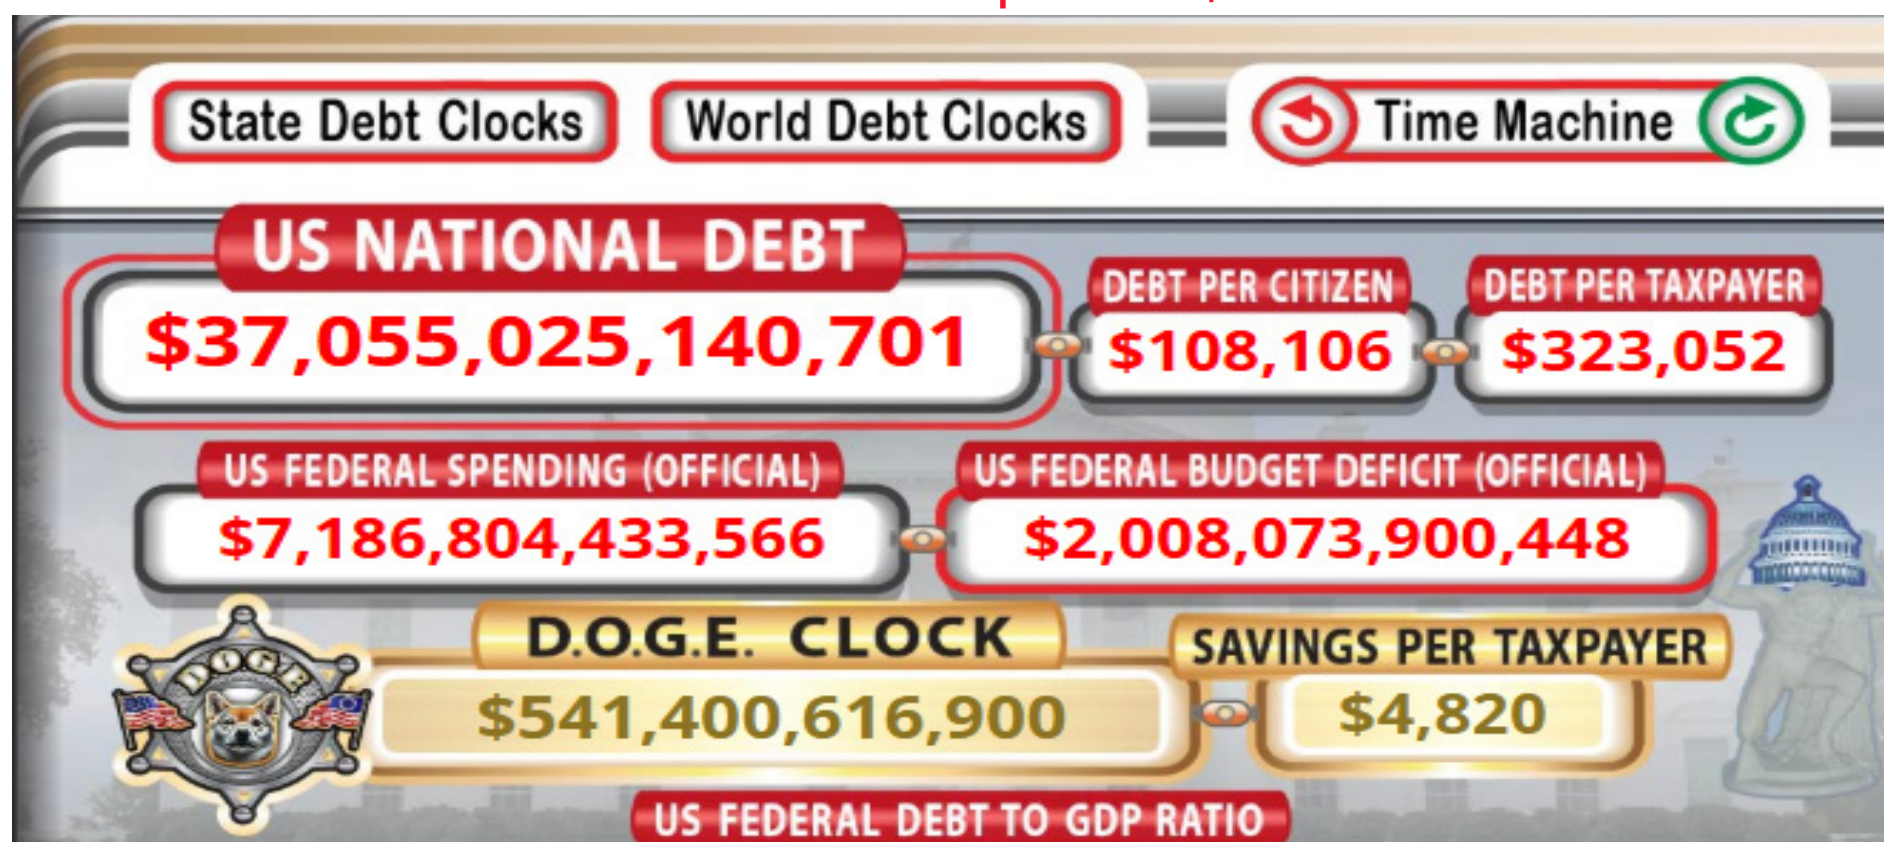 State Debt Clocks World Debt Clocks Time Machine
US NATIONAL DEBT
$37,055,025,140,701
DEBT PER CITIZEN
$108,106
DEBT PER TAXPAYER
$323,052
US FEDERAL SPENDING (OFFICIAL)
$7,186,804,433,566
US FEDERAL BUDGET DEFICIT (OFFICIAL)
$2,008,073,900,448
DOGE
D.O.G.E. CLOCK
$541,400,616,900
SAVINGS PER TAXPAYER
$4,820
US FEDERAL DEBT TO GDP RATIO